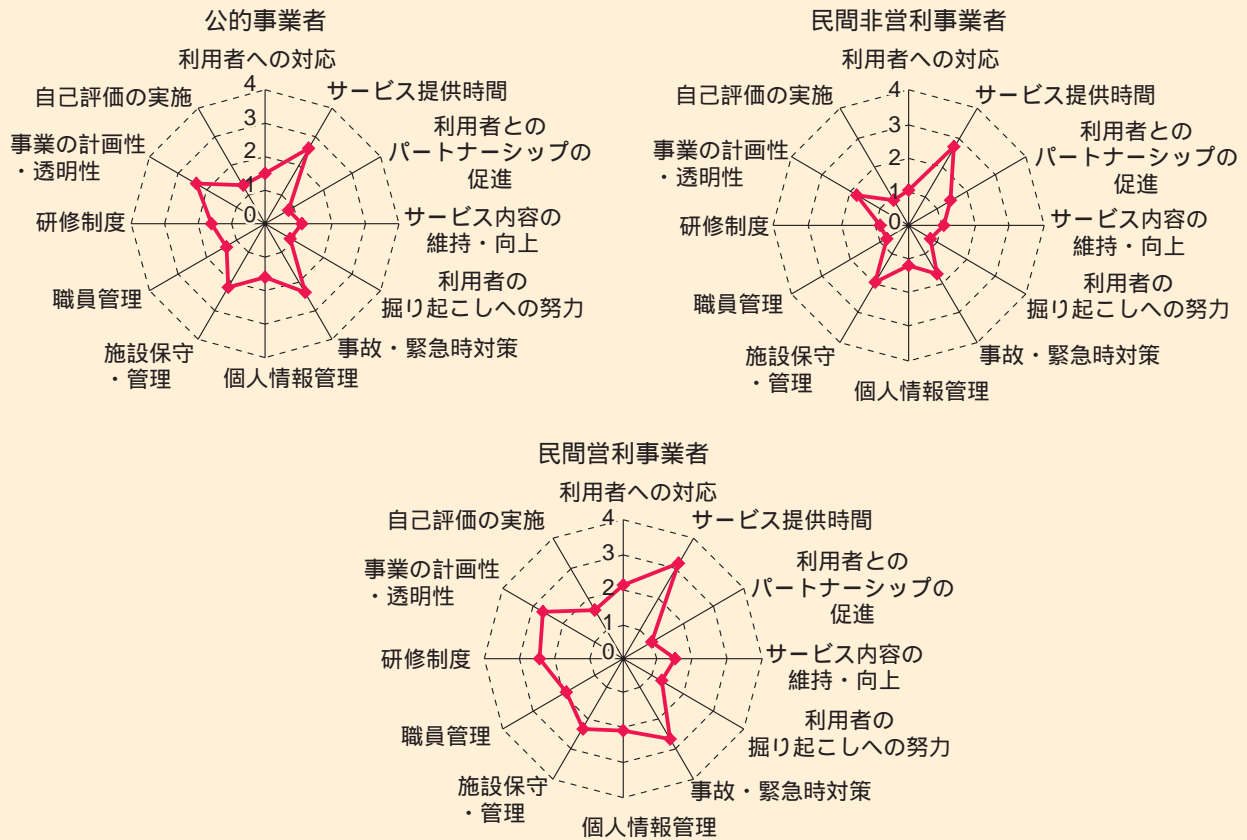 公的事業者
利用者への対応
サービス提供時間
利用者との
パートナーシップの
促進
サービス内容の
維持・向上
利用者の
掘り起こしへの努力
事故・緊急時対策
個人情報管理
施設保守
・管理
職員管理
研修制度
事業の計画性
・透明性
自己評価の実施
4
3
2
1
0
民間非営利事業者
利用者への対応
サービス提供時間
利用者との
パートナーシップの
促進
サービス内容の
維持・向上
利用者の
掘り起こしへの努力
事故・緊急時対策
個人情報管理
施設保守
・管理
職員管理
研修制度
事業の計画性
・透明性
自己評価の実施
4
3
2
1
0
民間営利事業者
利用者への対応
サービス提供時間
利用者との
パートナーシップの
促進
サービス内容の
維持・向上
利用者の
掘り起こしへの努力
事故・緊急時対策
個人情報管理
施設保守
・管理
職員管理
研修制度
事業の計画性
・透明性
自己評価の実施
4
3
2
1
0